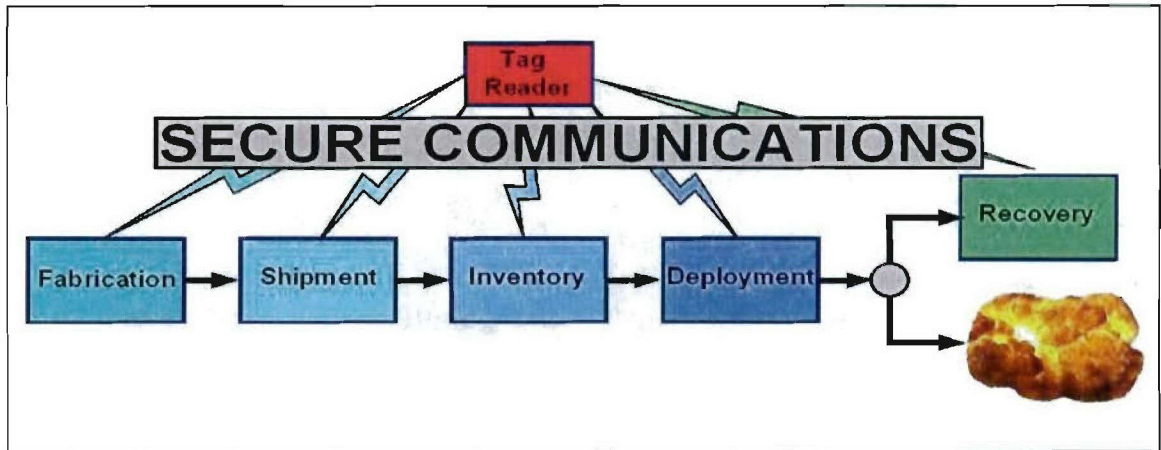 Tag
Reader
SECURE COMMUNICATIONS
Recovery
Fabrication
Shipment
Inventory
Deployment